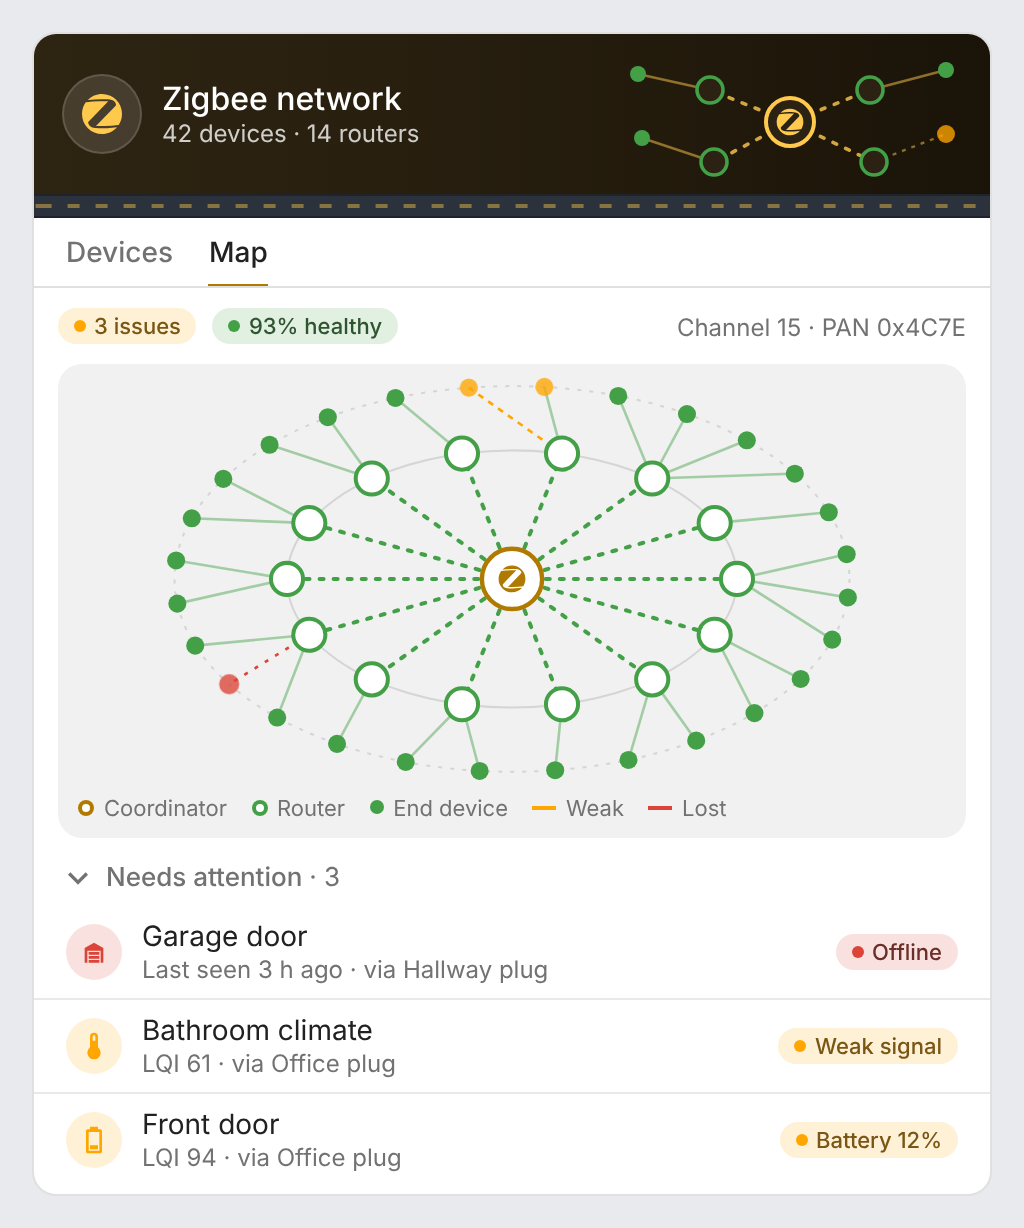 Zigbee network
42 devices · 14 routers
Devices Map
3 issues 93% healthy Channel 15 · PAN 0x4C7E
Coordinator Router End device Weak Lost
Needs attention · 3
Garage door
Last seen 3 h ago · via Hallway plug
Offline
Bathroom climate
LQI 61 · via Office plug
Weak signal
Front door
LQI 94 · via Office plug
Battery 12%